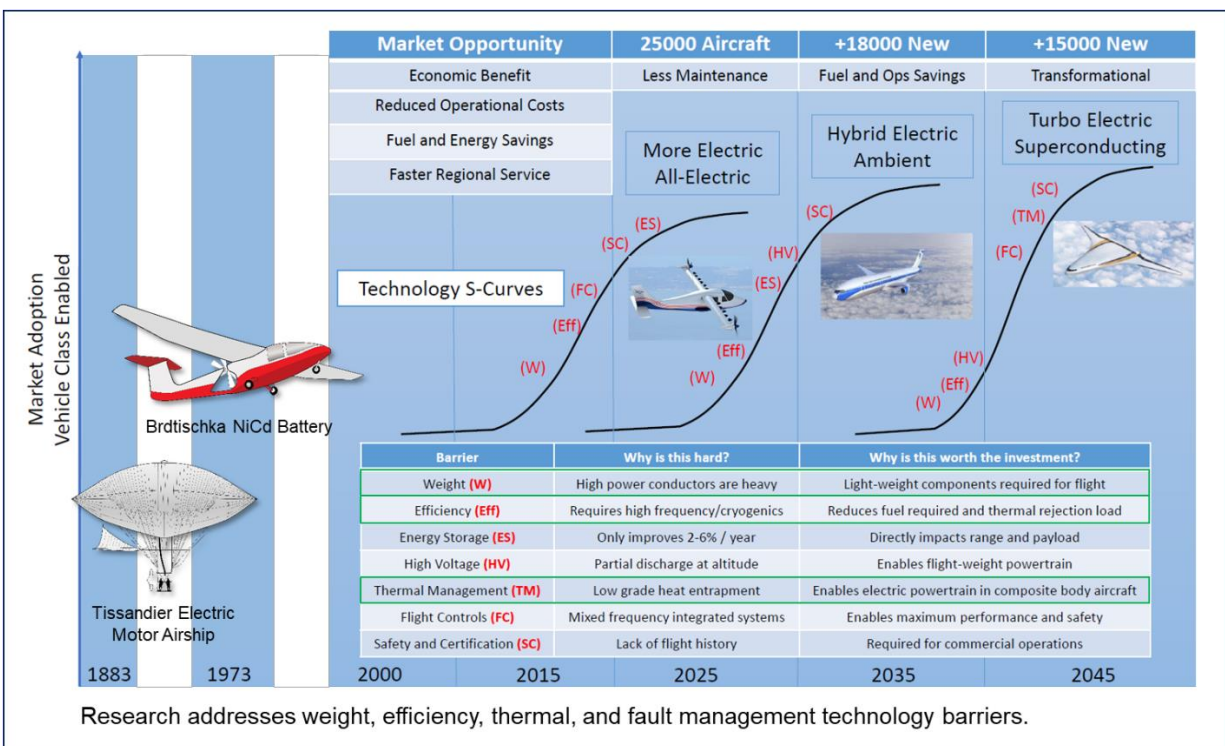 Market Opportunity 25000 Aircraft +18000 New +15000 New
Economic Benefit Less Maintenance Fuel and Ops Savings Transformational
Reduced Operational Costs
Fuel and Energy Savings
Faster Regional Service
More Electric
All-Electric
Hybrid Electric
Ambient
Turbo Electric
Superconducting
Technology S-Curves
(W)
(Eff)
(FC)
(SC)
(ES)
(W)
(Eff)
(ES)
(HV)
(SC)
(W)
(Eff)
(HV)
(FC)
(TM)
(SC)
Market Adoption
Vehicle Class Enabled
Brdtischka NiCd Battery
Tissandier Electric
Motor Airship
Barrier Why is this hard? Why is this worth the investment?
Weight (W) High power conductors are heavy Light-weight components required for flight
Efficiency (Eff) Requires high frequency/cryogenics Reduces fuel required and thermal rejection load
Energy Storage (ES) Only improves 2-6% / year Directly impacts range and payload
High Voltage (HV) Partial discharge at altitude Enables flight-weight powertrain
Thermal Management (TM) Low grade heat entrapment Enables electric powertrain in composite body aircraft
Flight Controls (FC) Mixed frequency integrated systems Enables maximum performance and safety
Safety and Certification (SC) Lack of flight history Required for commercial operations
1883 1973 2000 2015 2025 2035 2045
Research addresses weight, efficiency, thermal, and fault management technology barriers.